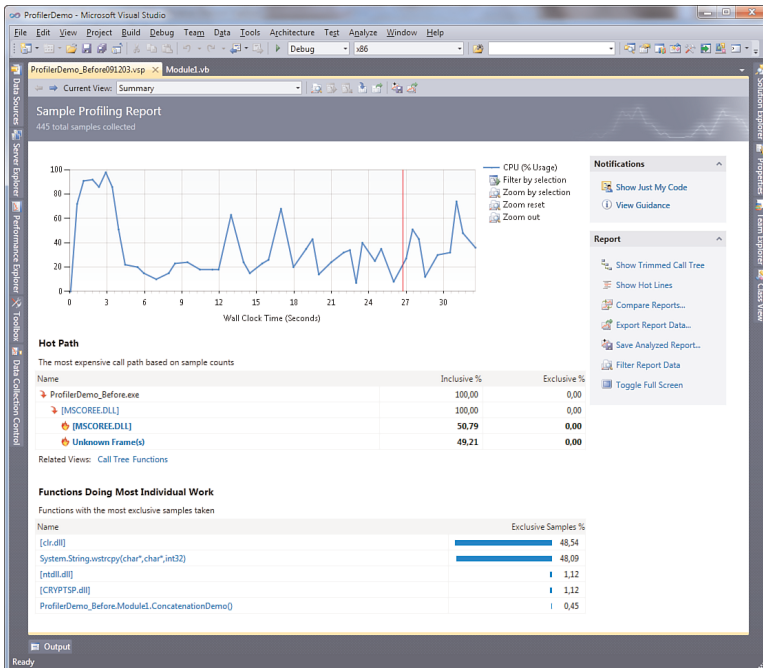 ProfilerDemo - Microsoft Visual Studio
File Edit View Project Build Debug Team Data Tools Architecture Test Analyze Window Help
Debug x86
ProfilerDemo_Before091203.vsp Module1.vb
Current View: Summary
Sample Profiling Report
445 total samples collected
Data Sources
Server Explorer
Performance Explorer
Toolbox
Data Collection Control
Solution Explorer
Properties
Team Explorer
Class View
100
80
60
40
20
0
0 3 6 9 12 15 18 21 24 27 30
Wall Clock Time (Seconds)
CPU (% Usage)
Filter by selection
Zoom by selection
Zoom reset
Zoom out
Notifications
Show Just My Code
View Guidance
Report
Show Trimmed Call Tree
Show Hot Lines
Compare Reports...
Export Report Data...
Save Analyzed Report...
Filter Report Data
Toggle Full Screen
Hot Path
The most expensive call path based on sample counts
Name Inclusive % Exclusive %
ProfilerDemo_Before.exe 100,00 0,00
[MSCOREE.DLL] 100,00 0,00
[MSCOREE.DLL] 50,79 0,00
Unknown Frame(s) 49,21 0,00
Related Views: Call Tree Functions
Functions Doing Most Individual Work
Functions with the most exclusive samples taken
Name Exclusive Samples %
[clr.dll] 48,54
System.String.wstrcpy(char*,char*,int32) 48,09
[ntdll.dll] 1,12
[CRYPTSP.dll] 1,12
ProfilerDemo_Before.Module1.ConcatenationDemo() 0,45
Output
Ready